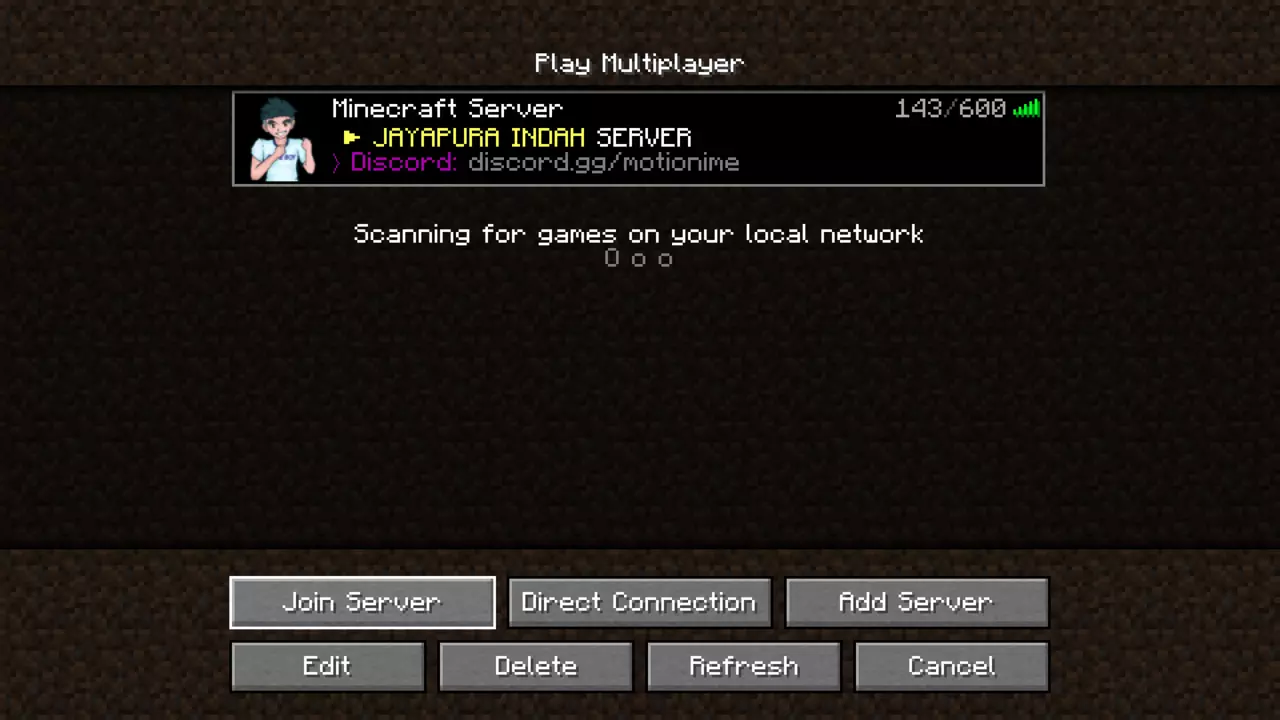 Play Multiplayer
Minecraft Server
143/600
► JAYAPURA INDAH SERVER
〉Discord: discord.gg/motionime
Scanning for games on your local network
O o o
Join Server
Direct Connection
Add Server
Edit
Delete
Refresh
Cancel